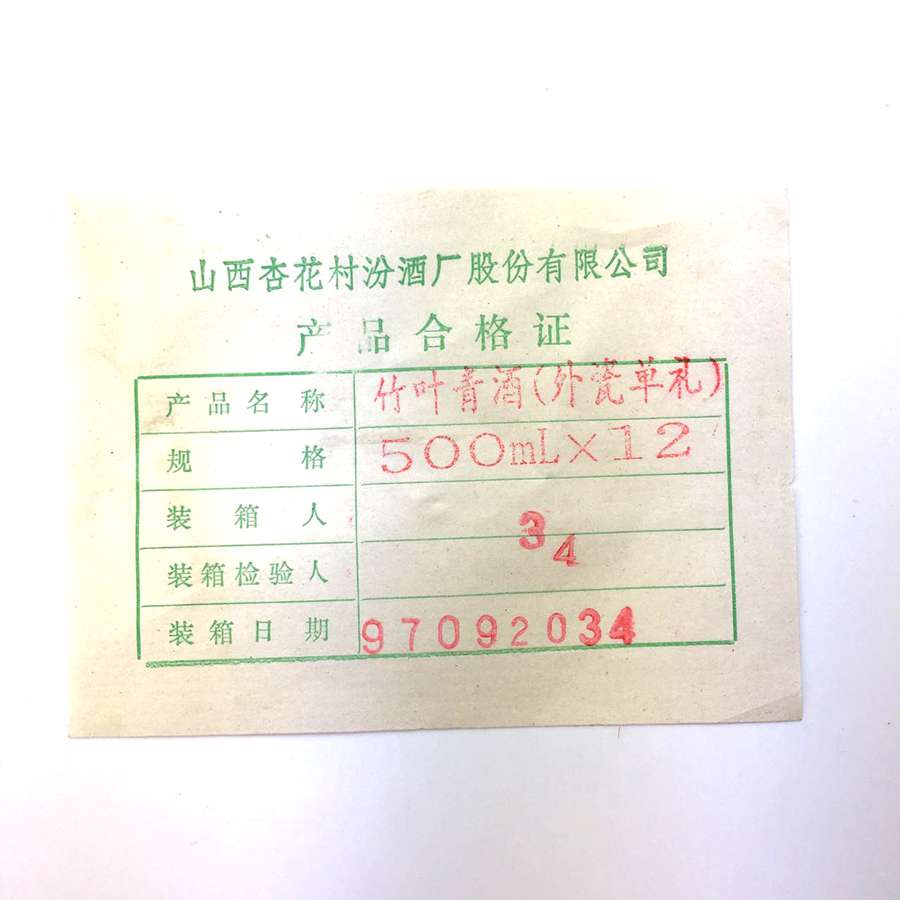 山西杏花村汾酒厂股份有限公司
产品合格证
产品名称 竹叶青酒(外瓷单礼)
规格 500mL×12
装箱人 34
装箱检验人
装箱日期 97092034